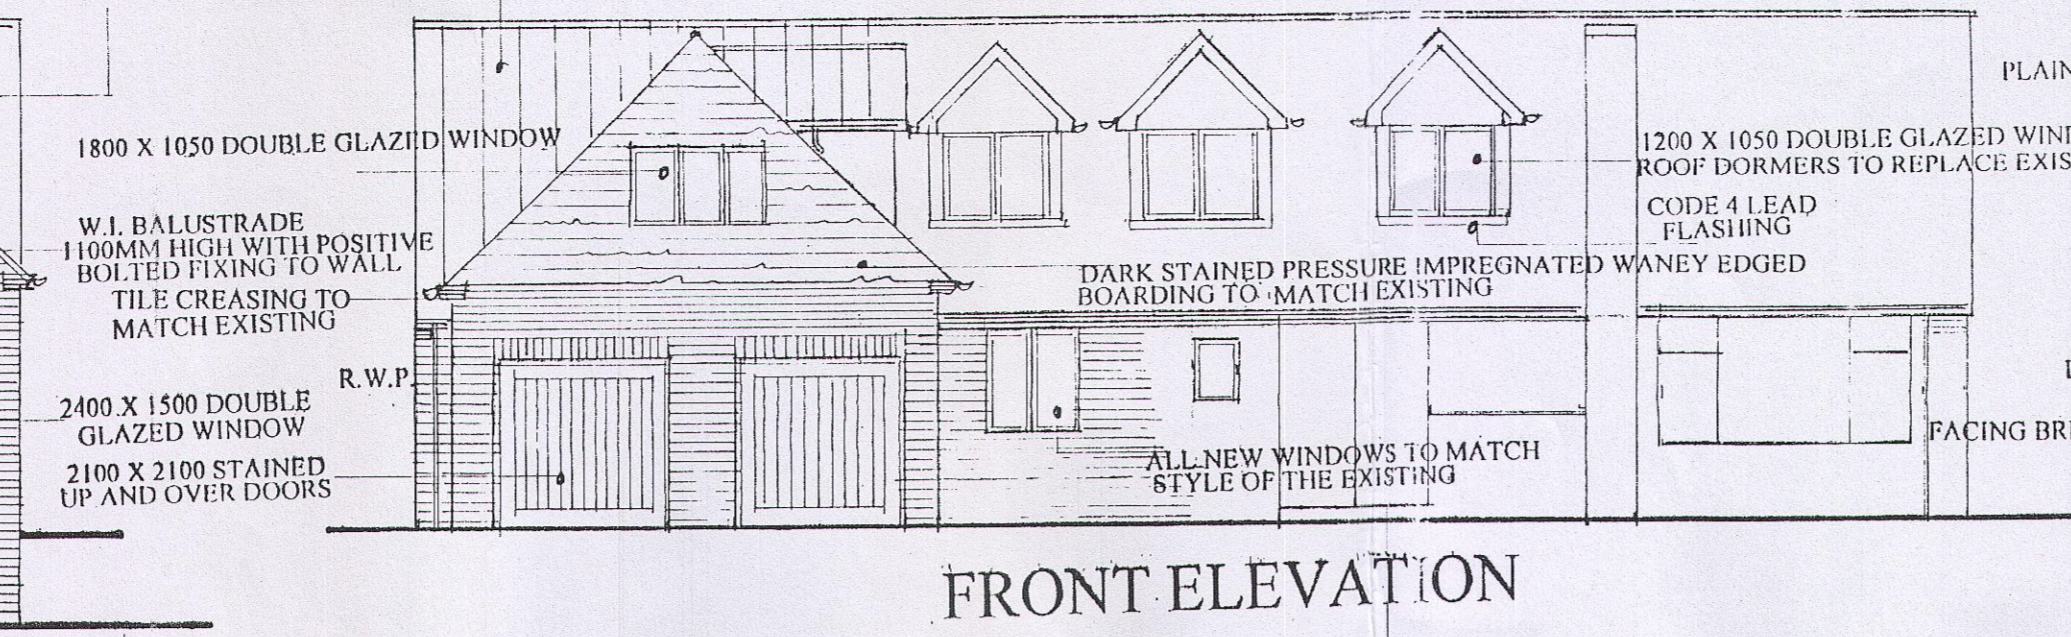 PLAIN
1800 X 1050 DOUBLE GLAZED WINDOW
1200 X 1050 DOUBLE GLAZED WIN
ROOF DORMERS TO REPLACE EXIS
CODE 4 LEAD
FLASHING
W.I. BALUSTRADE
1100MM HIGH WITH POSITIVE
BOLTED FIXING TO WALL
TILE CREASING TO
MATCH EXISTING
DARK STAINED PRESSURE IMPREGNATED WANEY EDGED
BOARDING TO MATCH EXISTING
R.W.P.
2400 X 1500 DOUBLE
GLAZED WINDOW
2100 X 2100 STAINED
UP AND OVER DOORS
ALL NEW WINDOWS TO MATCH
STYLE OF THE EXISTING
FACING BR
FRONT ELEVATION